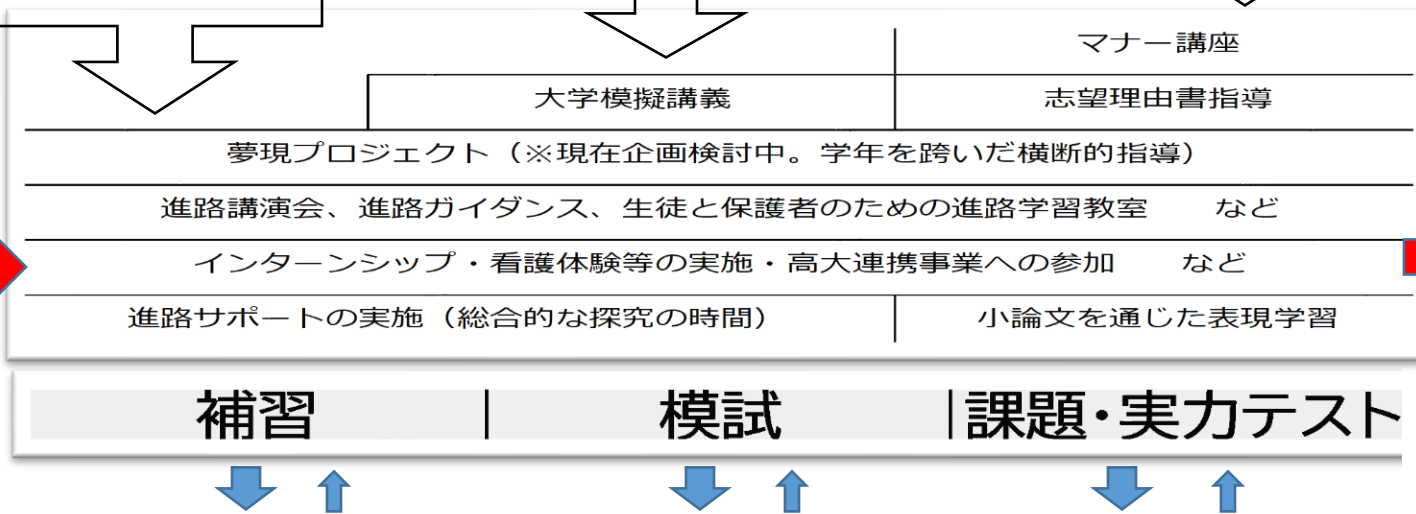 マナー講座
大学模擬講義
志望理由書指導
夢現プロジェクト（※現在企画検討中。学年を跨いだ横断的指導）
進路講演会、進路ガイダンス、生徒と保護者のための進路学習教室　　など
インターンシップ・看護体験等の実施・高大連携事業への参加　　など
進路サポートの実施（総合的な探究の時間）
小論文を通じた表現学習
補習
模試
課題・実力テスト